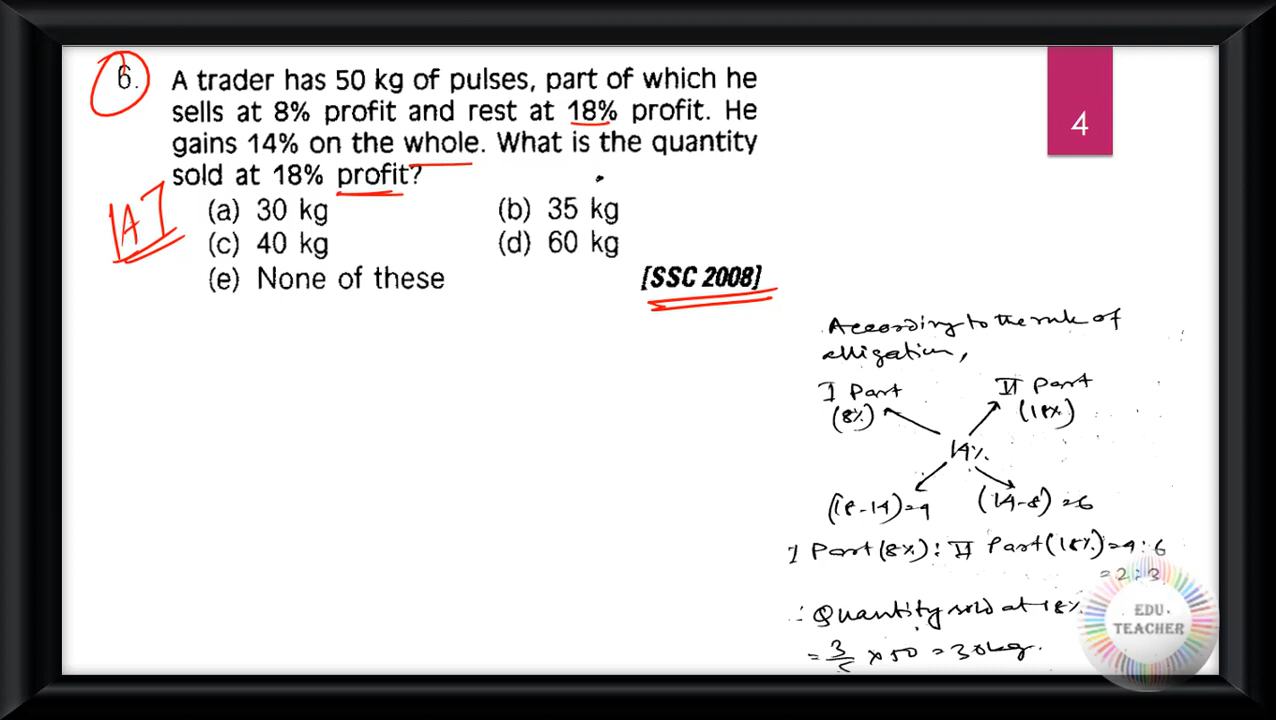 4
6. A trader has 50 kg of pulses, part of which he
sells at 8% profit and rest at 18% profit. He
gains 14% on the whole. What is the quantity
sold at 18% profit?
(a) 30 kg (b) 35 kg
(c) 40 kg (d) 60 kg
(e) None of these [SSC 2008]
[A]
According to the rule of
alligation,
I Part II Part
(8%) (18%)
14%
(18-14)=4 (14-8)=6
I Part (8%) : II Part (18%) = 4 : 6
= 2 : 3
∴ Quantity sold at 18%
= 3/5 × 50 = 30kg.
EDU
TEACHER